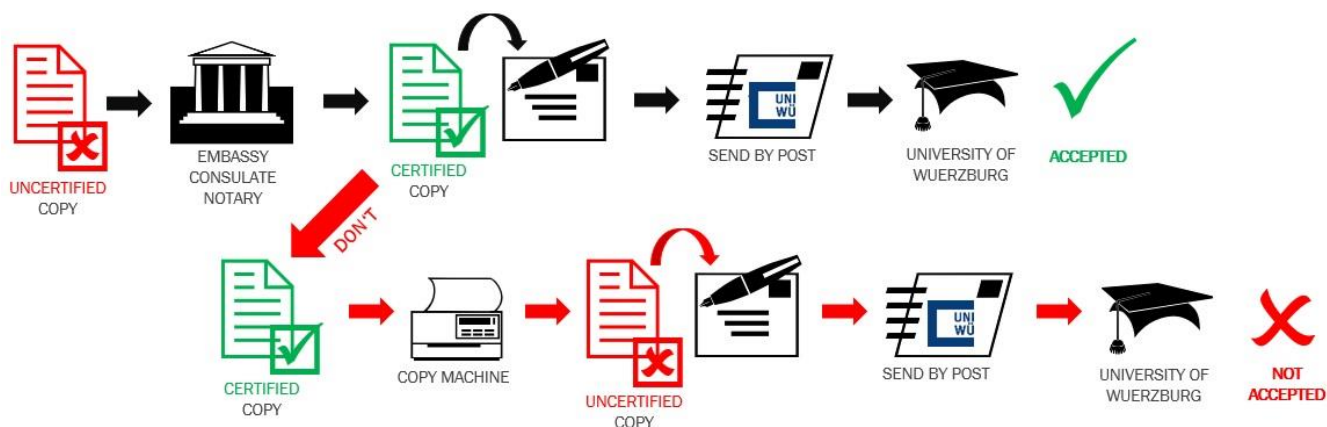 UNI
WÜ
EMBASSY
CONSULATE
NOTARY
CERTIFIED
COPY
SEND BY POST
UNIVERSITY OF
WUERZBURG
ACCEPTED
UNCERTIFIED
COPY
DON'T
UNI
WÜ
CERTIFIED
COPY
COPY MACHINE
UNCERTIFIED
COPY
SEND BY POST
UNIVERSITY OF
WUERZBURG
NOT
ACCEPTED